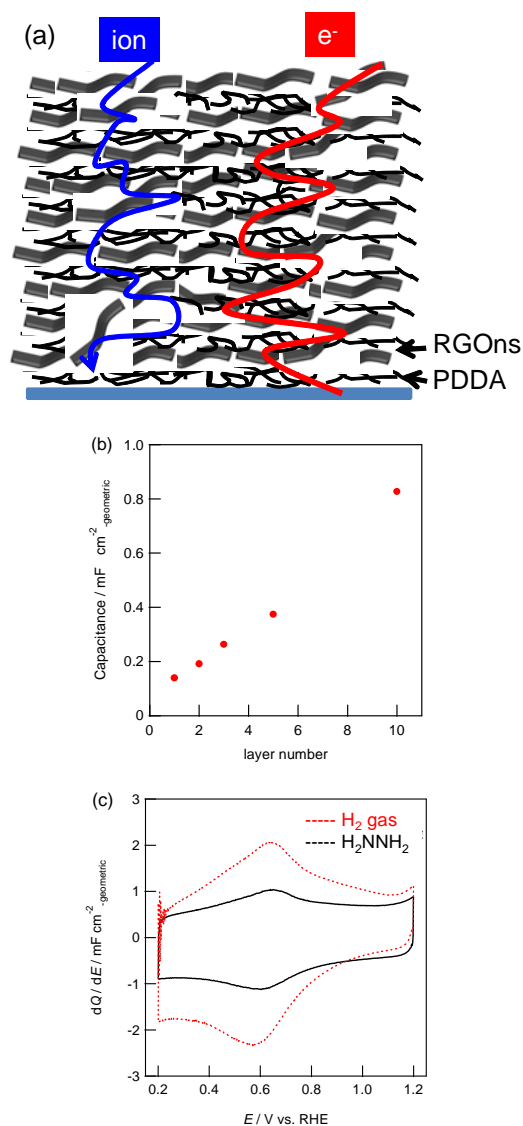 (a)
ion
e-
RGOns
PDDA
(b)
Capacitance / mF cm-2-geometric
1.0
0.8
0.6
0.4
0.2
0
0 2 4 6 8 10
layer number
(c)
H2 gas
H2NNH2
dQ / dE / mF cm-2-geometric
3
2
1
0
-1
-2
-3
0.2 0.4 0.6 0.8 1.0 1.2
E / V vs. RHE